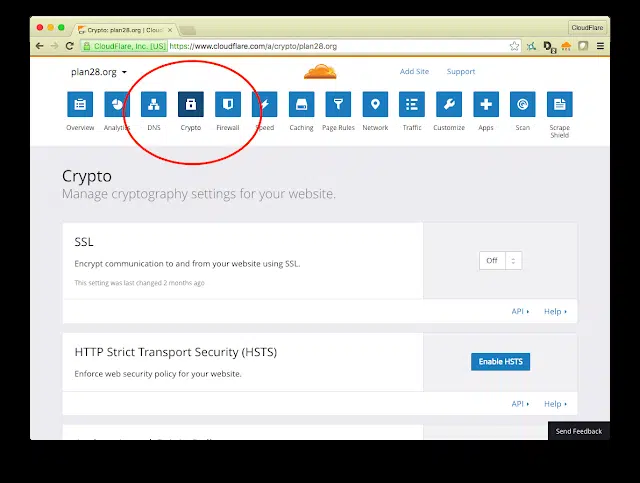 Crypto: plan28.org | Cloud
CloudFlare
CloudFlare, Inc. [US] https://www.cloudflare.com/a/crypto/plan28.org
plan28.org Add Site Support
Overview Analytics DNS Crypto Firewall Speed Caching Page Rules Network Traffic Customize Apps Scan Scrape
Shield
Crypto
Manage cryptography settings for your website.
SSL
Encrypt communication to and from your website using SSL.
Off
This setting was last changed 2 months ago
API Help
HTTP Strict Transport Security (HSTS)
Enable HSTS
Enforce web security policy for your website.
API Help
Send Feedback